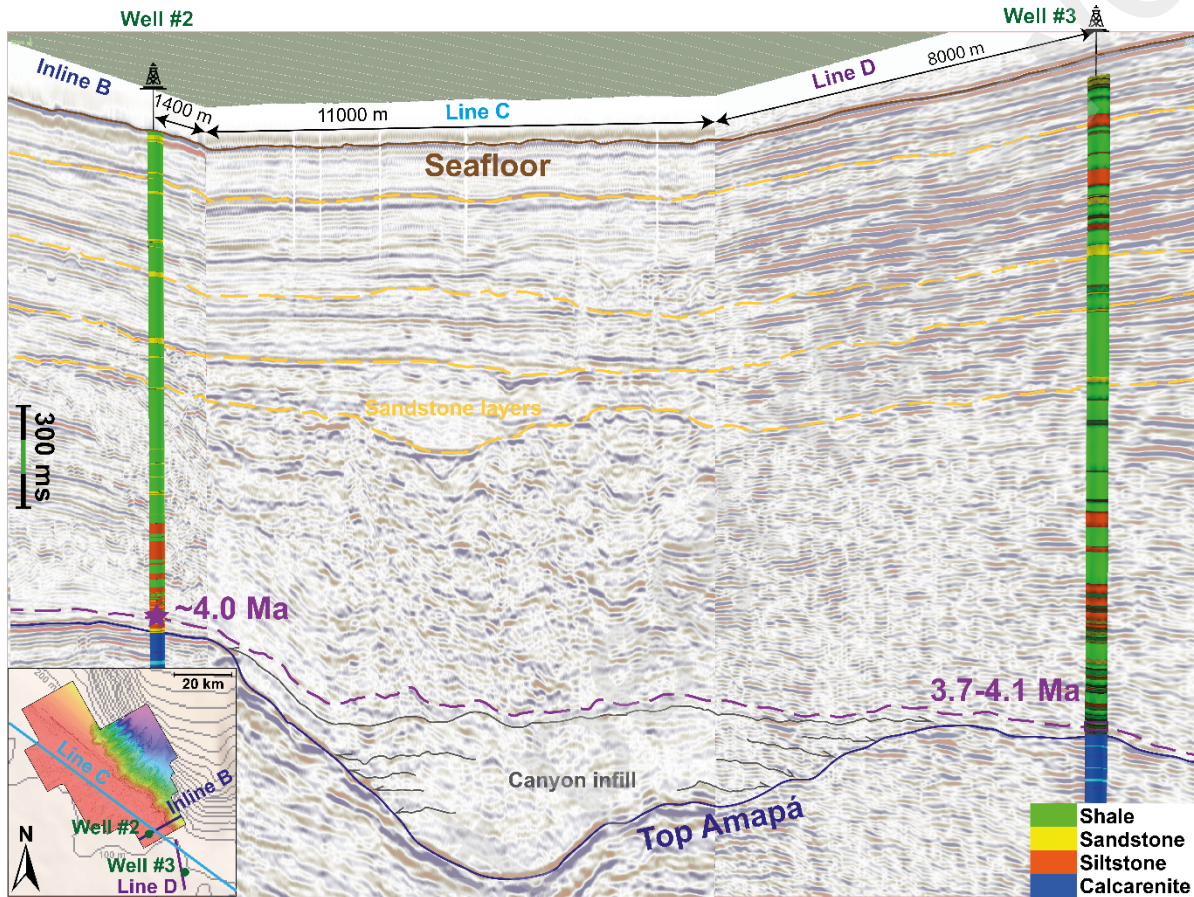 Well #2
Well #3
Inline B
1400 m
11000 m
Line C
Line D
8000 m
Seafloor
Sandstone layers
300 ms
~4.0 Ma
3.7-4.1 Ma
Canyon infill
Top Amapá
200 m
20 km
Line C
Inline B
Well #2
100 m
Well #3
Line D
N
Shale
Sandstone
Siltstone
Calcarenite